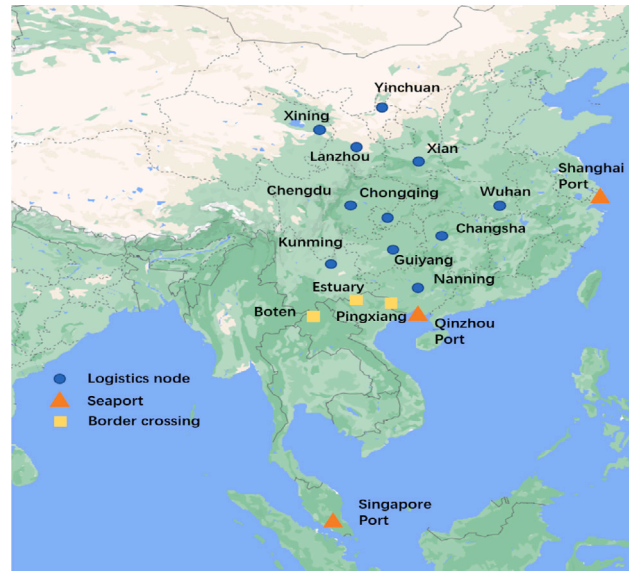 Yinchuan
Xining
Lanzhou
Xian
Shanghai
Port
Chengdu
Chongqing
Wuhan
Changsha
Kunming
Guiyang
Estuary
Nanning
Boten
Pingxiang
Qinzhou
Port
Logistics node
Seaport
Border crossing
Singapore
Port